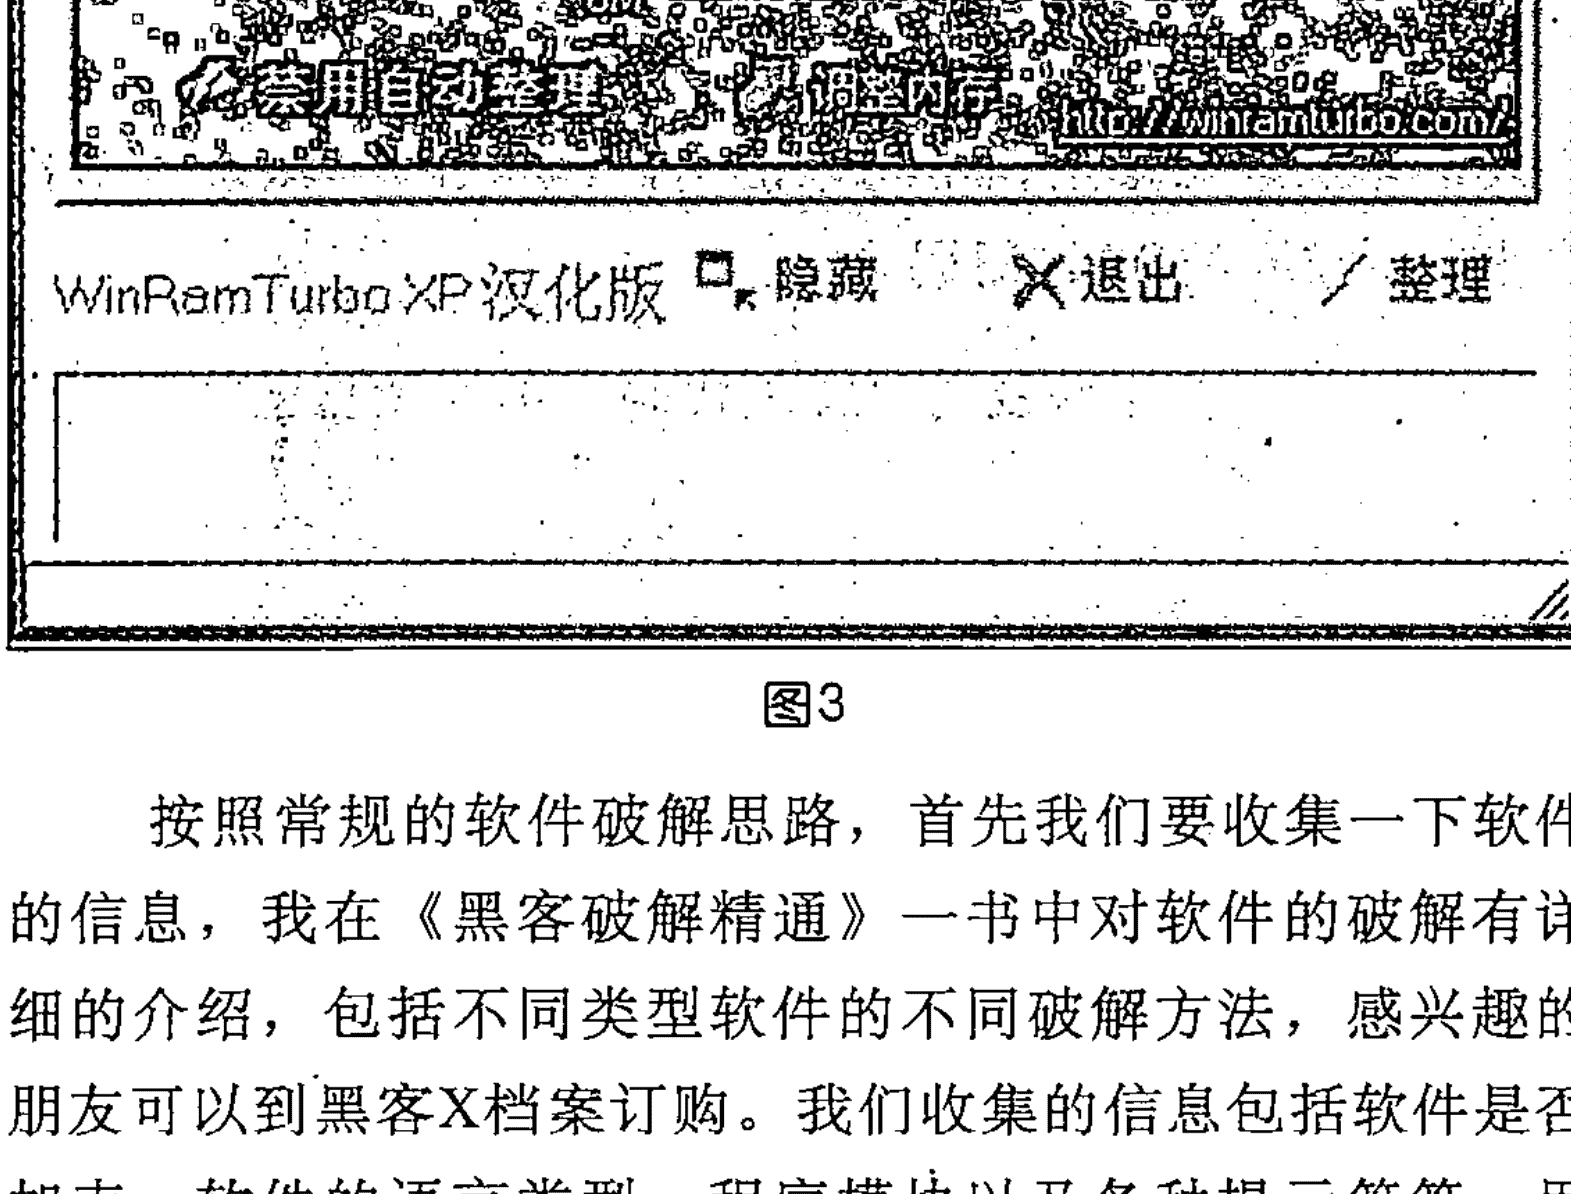 禁用自动整理 调整内存
http://winramturbo.com/
WinRamTurbo XP 汉化版 隐藏 退出 整理
图3
按照常规的软件破解思路，首先我们要收集一下软件
的信息，我在《黑客破解精通》一书中对软件的破解有详
细的介绍，包括不同类型软件的不同破解方法，感兴趣的
朋友可以到黑客X档案订购。我们收集的信息包括软件是否